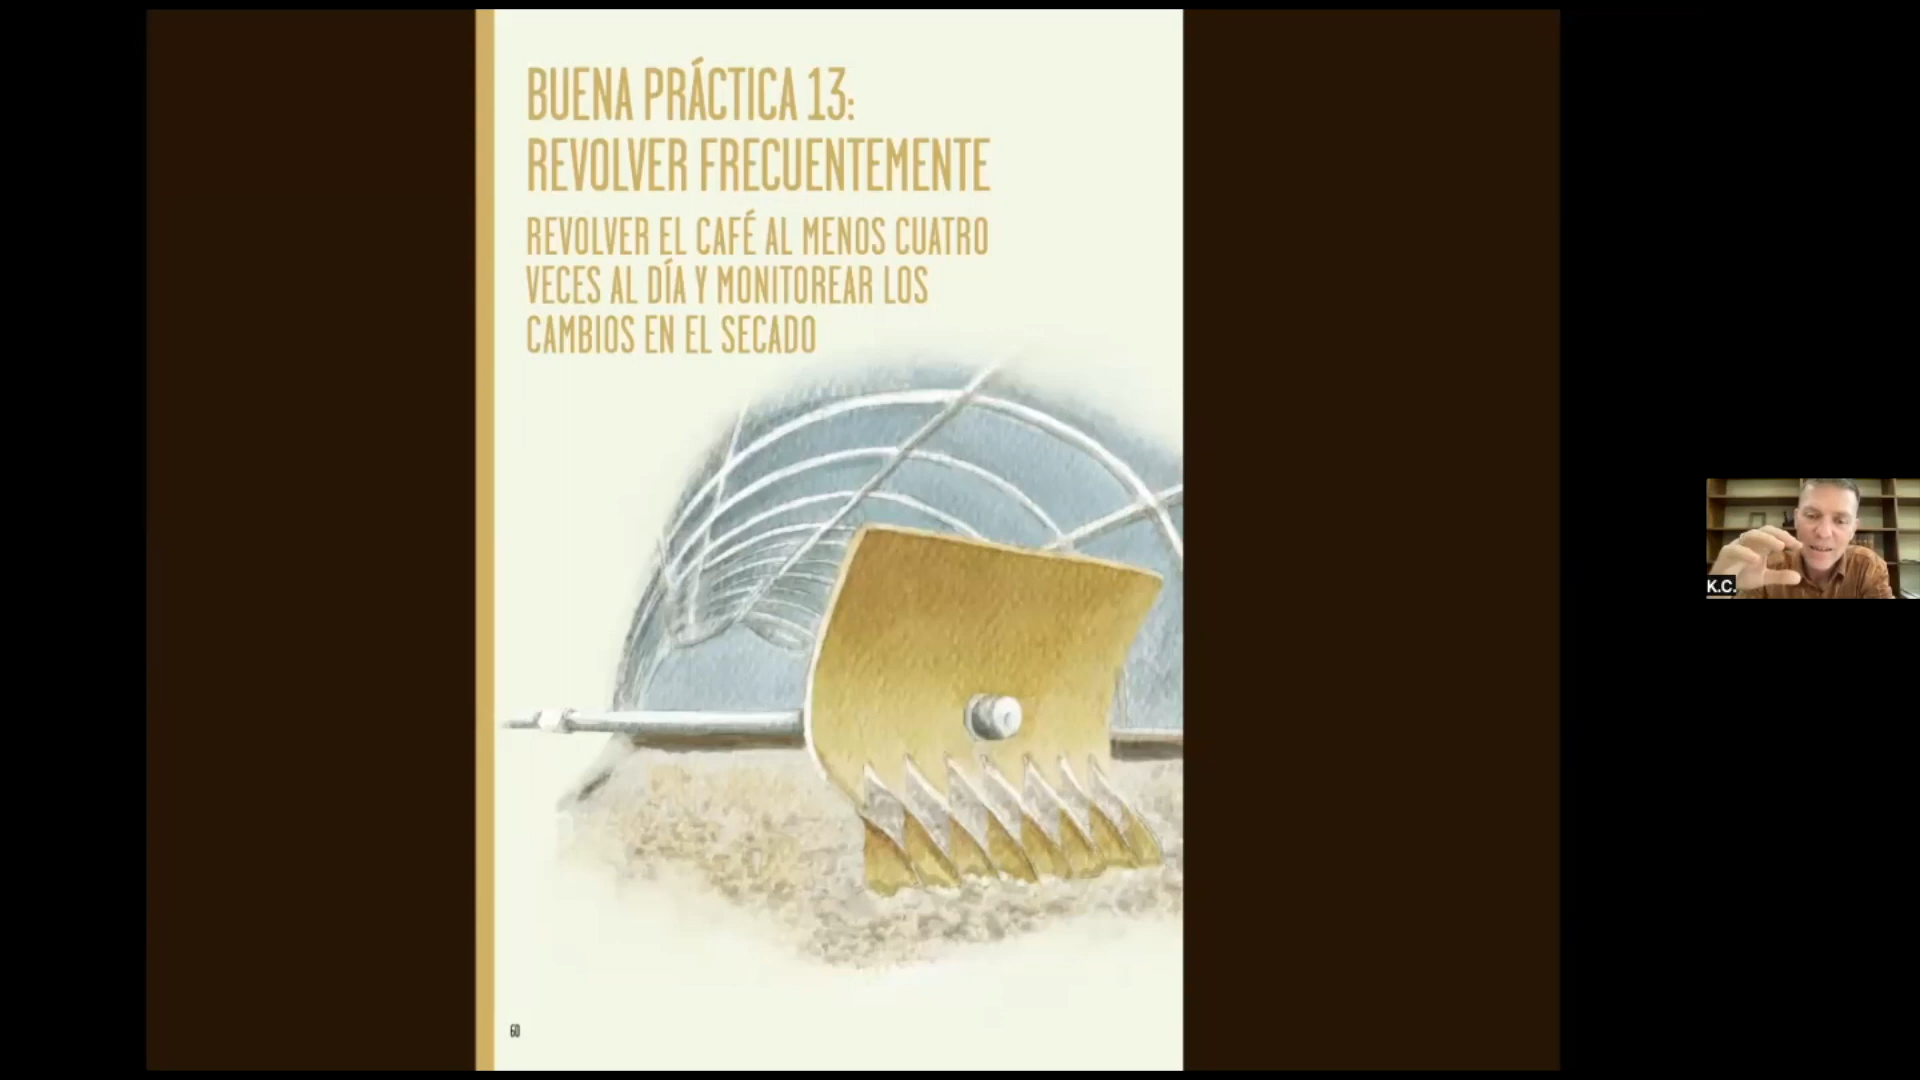 BUENA PRÁCTICA 13:
REVOLVER FRECUENTEMENTE
REVOLVER EL CAFÉ AL MENOS CUATRO
VECES AL DÍA Y MONITOREAR LOS
CAMBIOS EN EL SECADO
60
K.C.